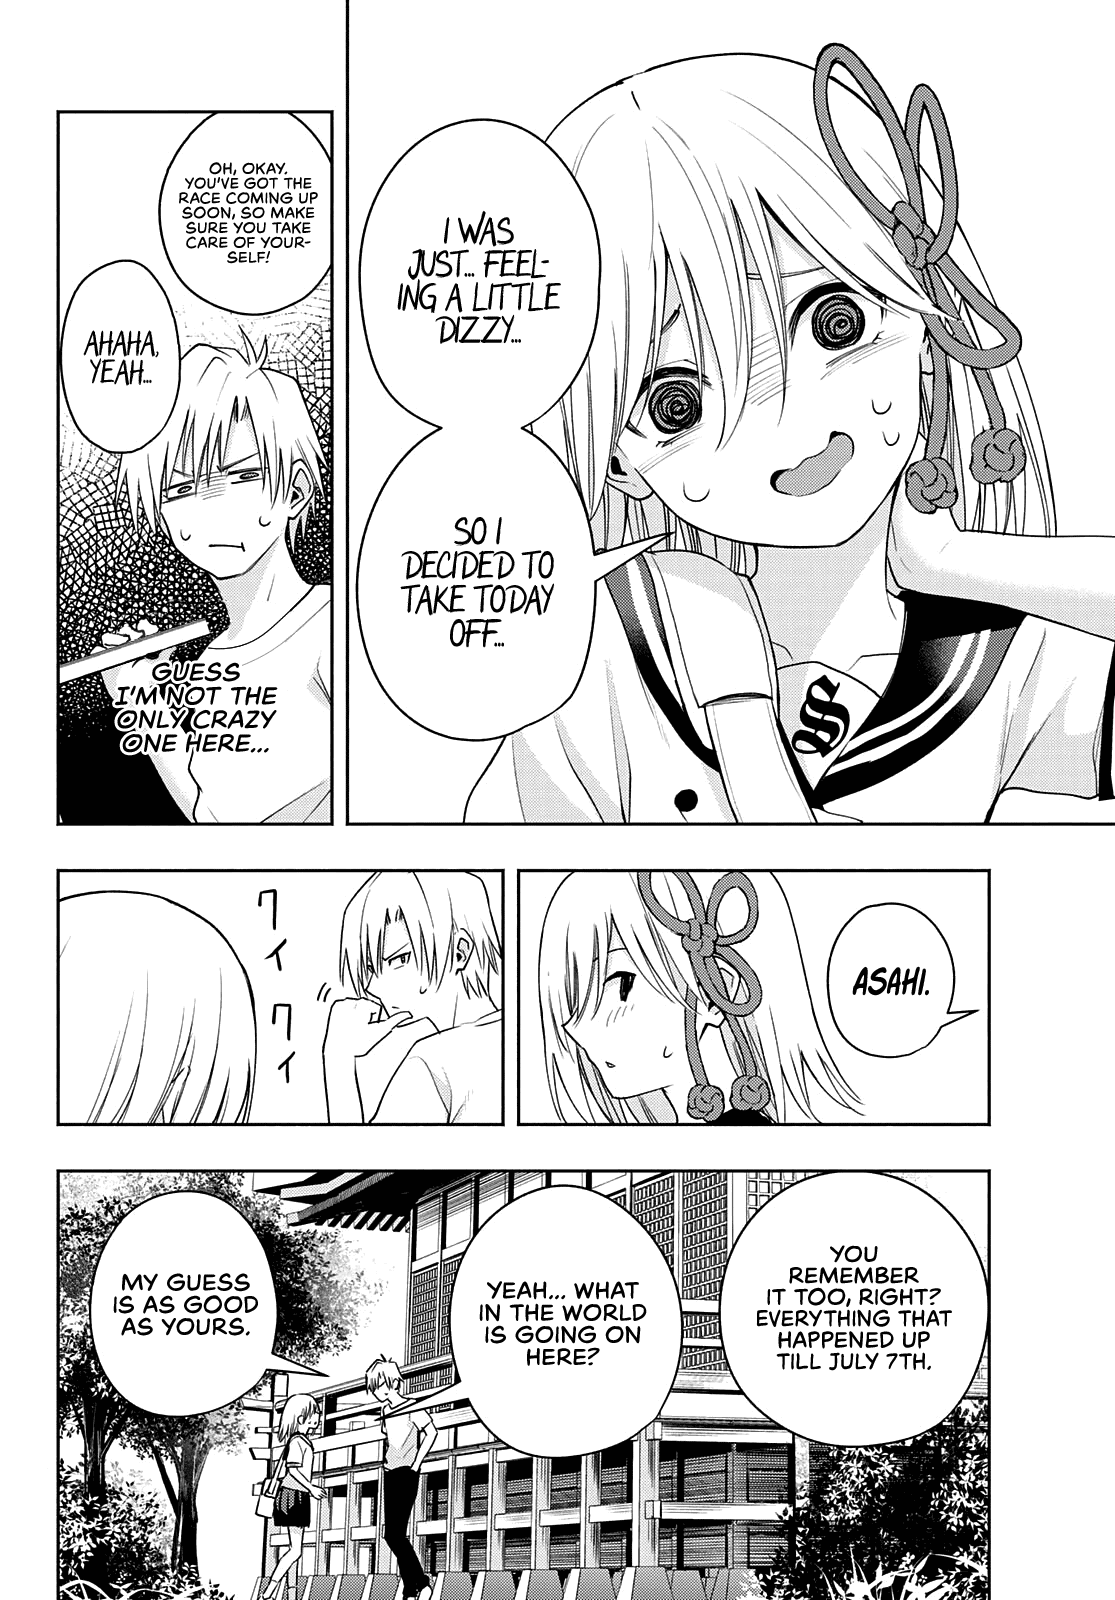 I WAS
JUST... FEEL-
ING A LITTLE
DIZZY...
SO I
DECIDED TO
TAKE TODAY
OFF...
S
OH, OKAY.
YOU'VE GOT THE
RACE COMING UP
SOON, SO MAKE
SURE YOU TAKE
CARE OF YOUR-
SELF!
AHAHA,
YEAH...
GUESS
I'M NOT THE
ONLY CRAZY
ONE HERE...
ASAHI.
クイ
クイ
YOU
REMEMBER
IT TOO, RIGHT?
EVERYTHING THAT
HAPPENED UP
TILL JULY 7TH.
YEAH... WHAT
IN THE WORLD
IS GOING ON
HERE?
MY GUESS
IS AS GOOD
AS YOURS.